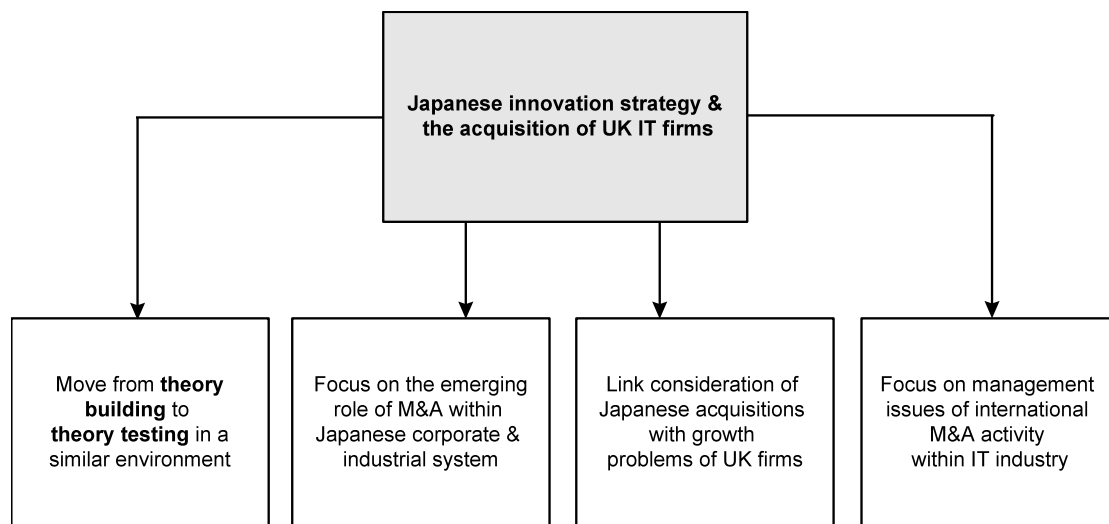 Japanese innovation strategy &
the acquisition of UK IT firms
Move from theory
building to
theory testing in a
similar environment
Focus on the emerging
role of M&A within
Japanese corporate &
industrial system
Link consideration of
Japanese acquisitions
with growth
problems of UK firms
Focus on management
issues of international
M&A activity
within IT industry